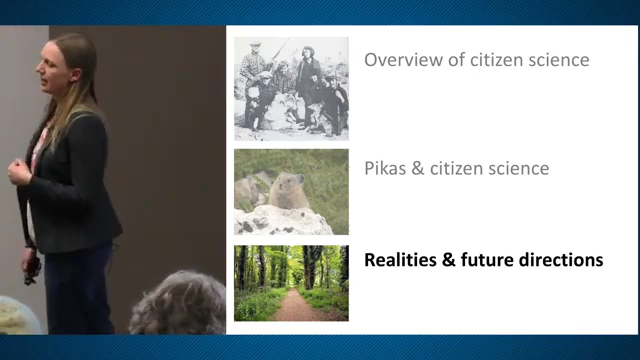 Overview of citizen science
Pikas & citizen science
Realities & future directions